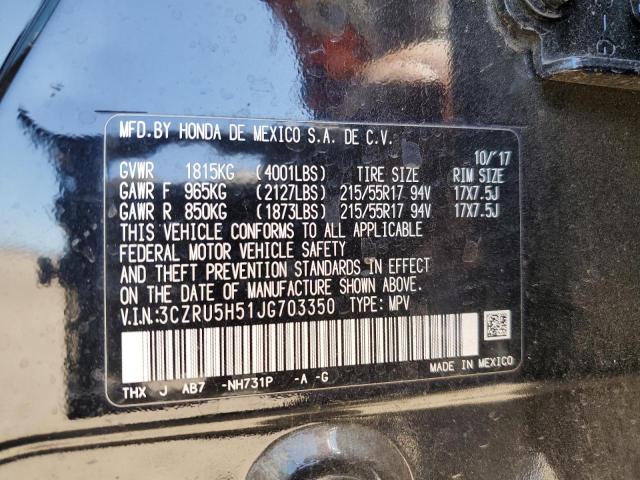 MFD.BY HONDA DE MEXICO S.A. DE C.V.
10/'17
GVWR 1815KG (4001LBS) TIRE SIZE RIM SIZE
GAWR F 965KG (2127LBS) 215/55R17 94V 17X7.5J
GAWR R 850KG (1873LBS) 215/55R17 94V 17X7.5J
THIS VEHICLE CONFORMS TO ALL APPLICABLE
FEDERAL MOTOR VEHICLE SAFETY
AND THEFT PREVENTION STANDARDS IN EFFECT
ON THE DATE OF MANUFACTURE SHOWN ABOVE.
V.I.N.:3CZRU5H51JG703350 TYPE: MPV
MADE IN MEXICO
THX J AB7 -NH731P -A -G